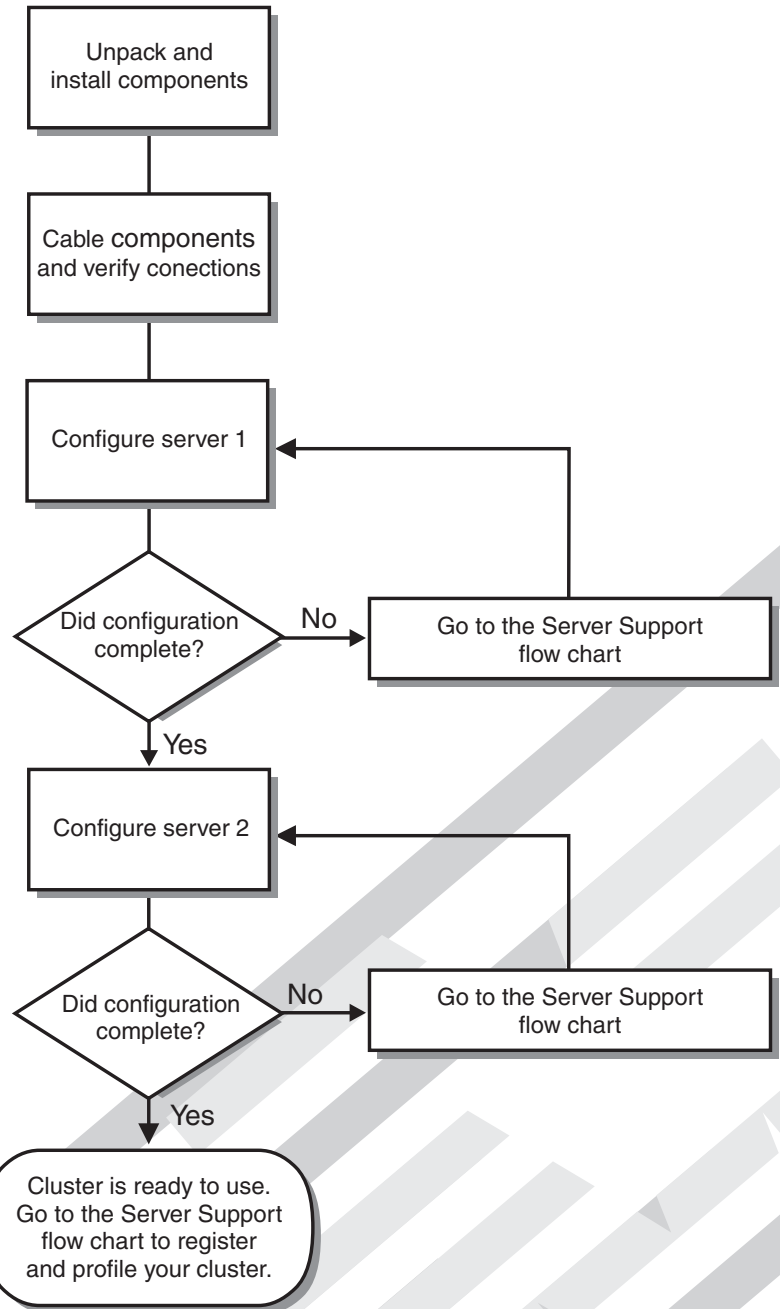 Unpack and
install components
Cable components
and verify conections
Configure server 1
Did configuration
complete?
No
Go to the Server Support
flow chart
Yes
Configure server 2
Did configuration
complete?
No
Go to the Server Support
flow chart
Yes
Cluster is ready to use.
Go to the Server Support
flow chart to register
and profile your cluster.